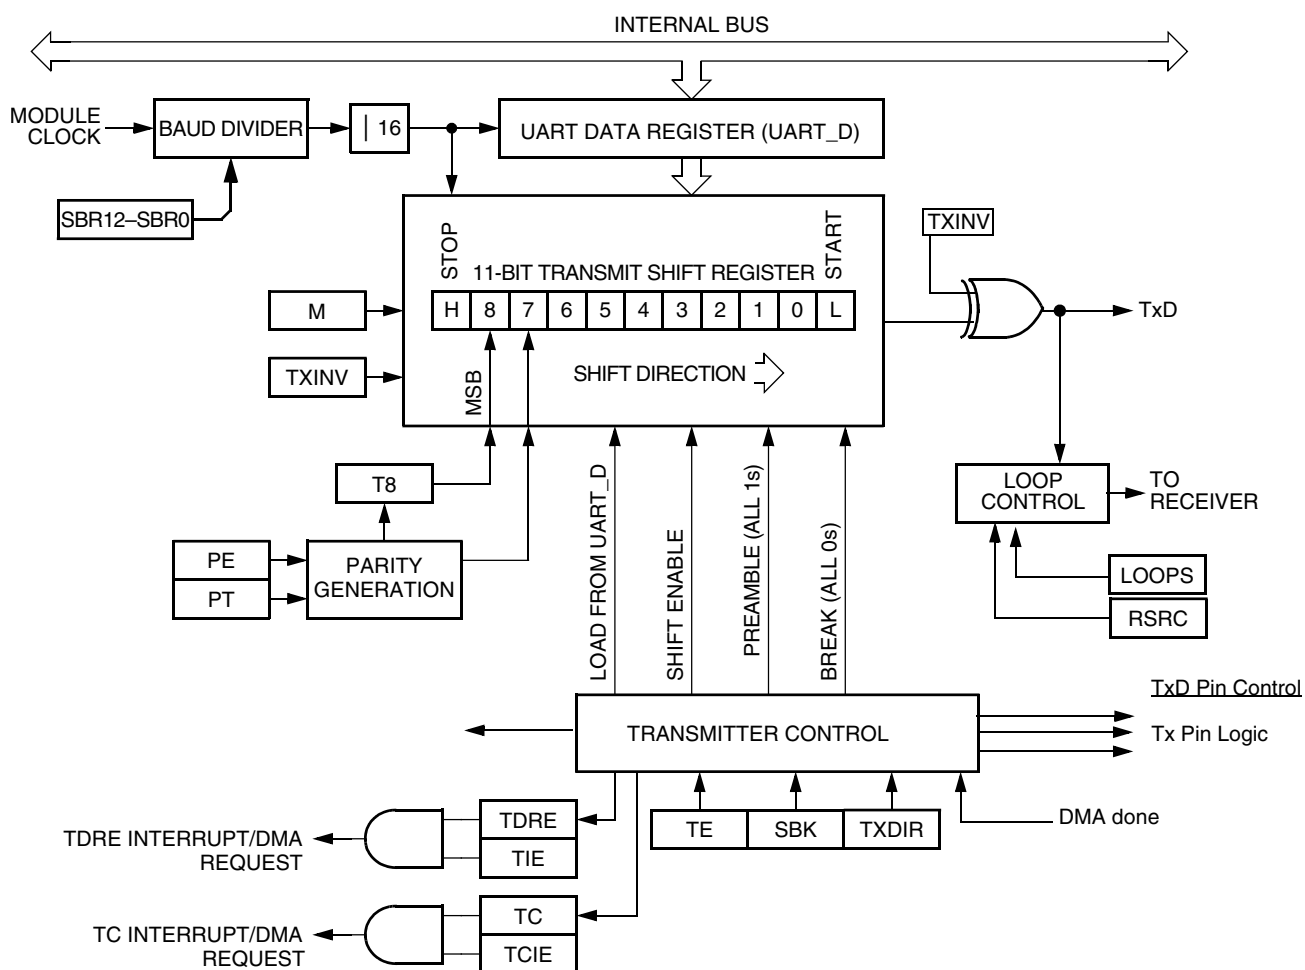 INTERNAL BUS
MODULE
CLOCK
BAUD DIVIDER
| 16
UART DATA REGISTER (UART_D)
SBR12–SBR0
STOP
11-BIT TRANSMIT SHIFT REGISTER
START
TXINV
H 8 7 6 5 4 3 2 1 0 L
M
TxD
TXINV
MSB
SHIFT DIRECTION
T8
LOAD FROM UART_D
SHIFT ENABLE
PREAMBLE (ALL 1s)
BREAK (ALL 0s)
LOOP
CONTROL
TO
RECEIVER
PE
PT
PARITY
GENERATION
LOOPS
RSRC
TRANSMITTER CONTROL
TxD Pin Control
Tx Pin Logic
TDRE
TIE
TE
SBK
TXDIR
DMA done
TDRE INTERRUPT/DMA
REQUEST
TC
TCIE
TC INTERRUPT/DMA
REQUEST